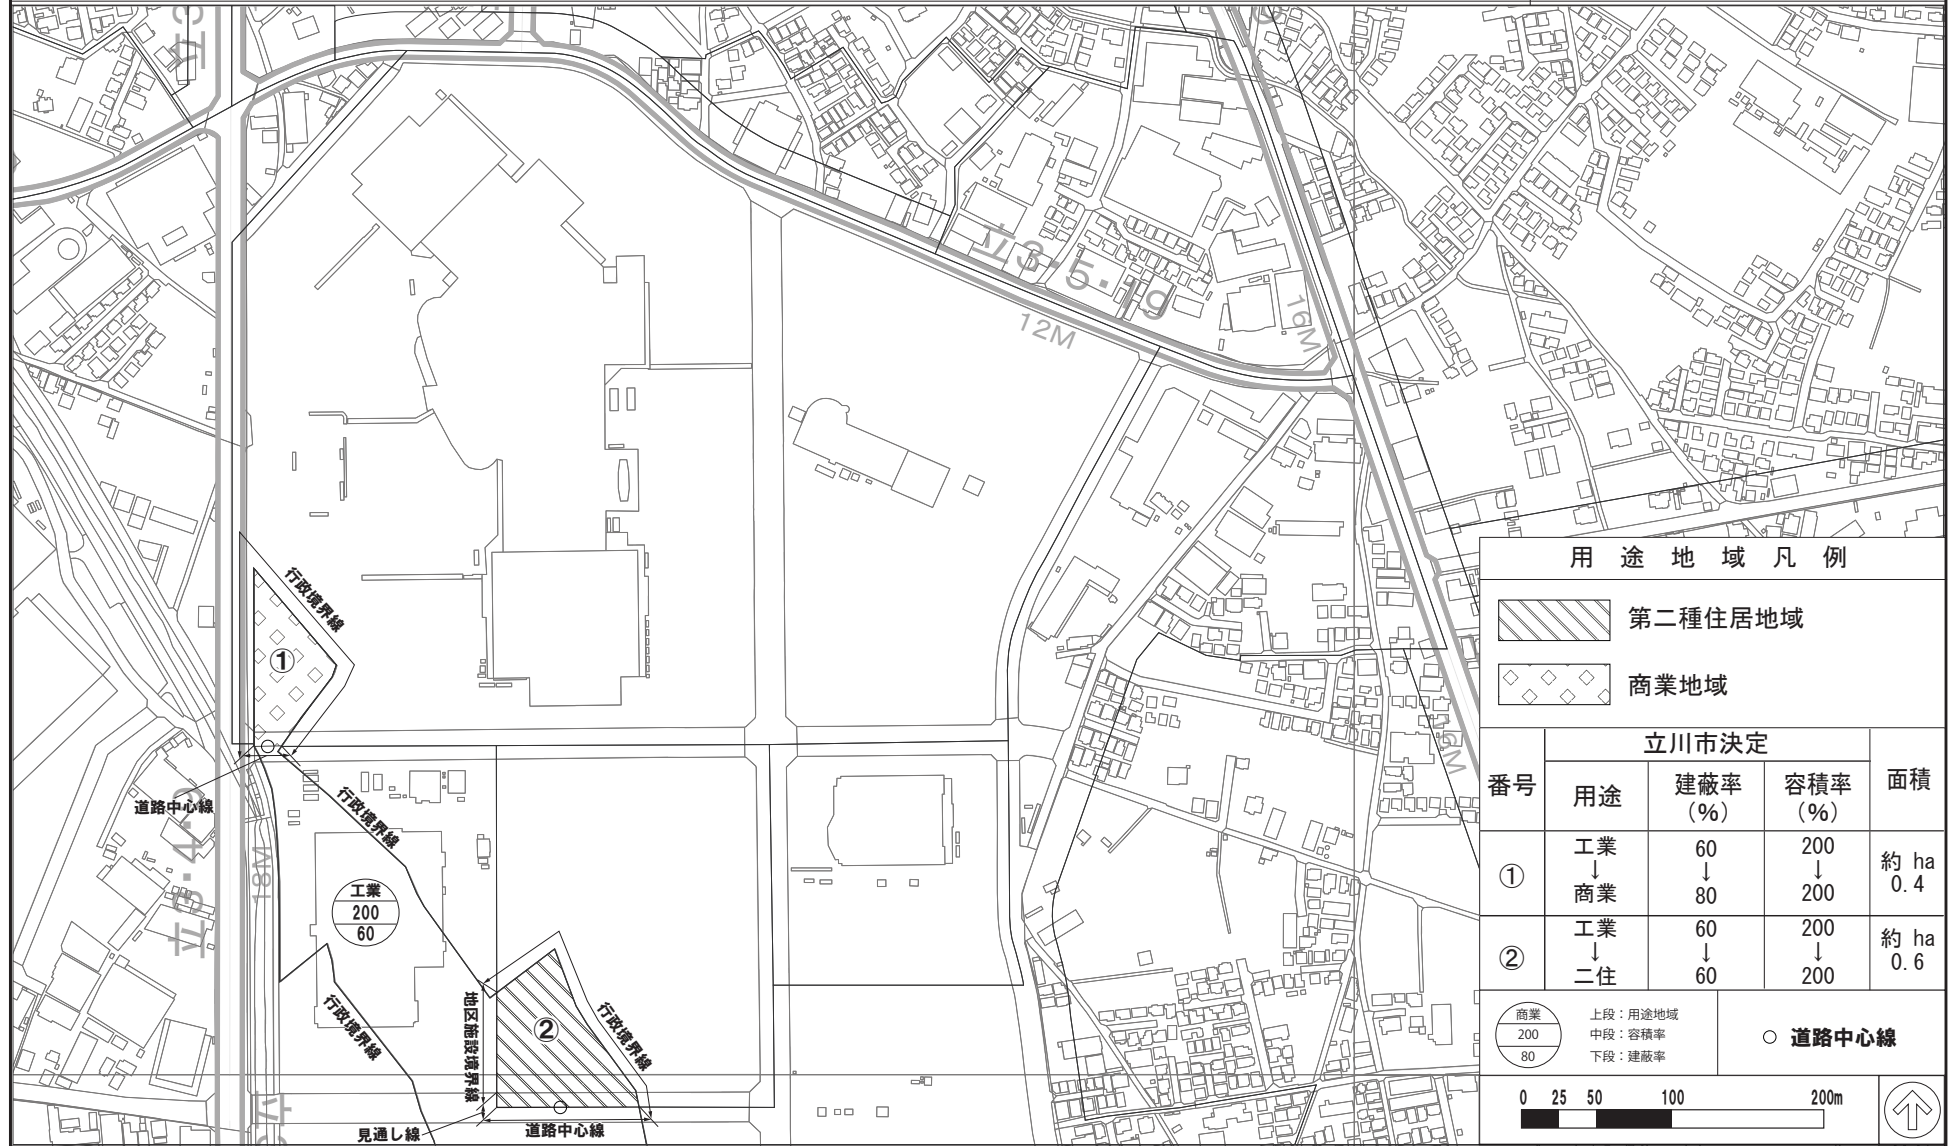 立3・5・19
12M
16M
行政境界線
①
道路中心線
18M
行政境界線
工業
200
60
行政境界線
地区施設境界線
②
行政境界線
見通し線
道路中心線
16M
用途地域凡例
第二種住居地域
商業地域
立川市決定
番号 用途 建蔽率(%) 容積率(%) 面積
① 工業↓商業 60↓80 200↓200 約 ha 0.4
② 工業↓二住 60↓60 200↓200 約 ha 0.6
商業
200
80
上段：用途地域
中段：容積率
下段：建蔽率
○ 道路中心線
0 25 50 100 200m